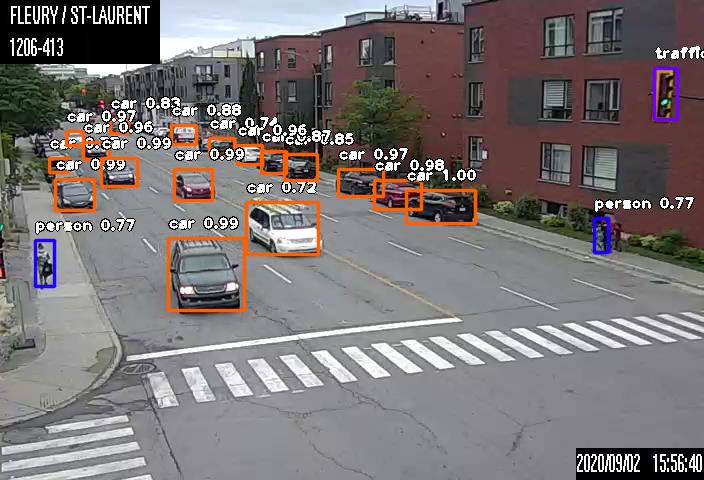 FLEURY / ST-LAURENT
1206-413
traffic
car 0.83
car 0.88
car 0.97
car 0.74
car 0.96
car 0.96
0.87
0.85
car 0.99
car 0.99
car 0.99
car 0.97
car 0.98
car 1.00
car 0.72
person 0.77
person 0.77
car 0.99
2020/09/02 15:56:40